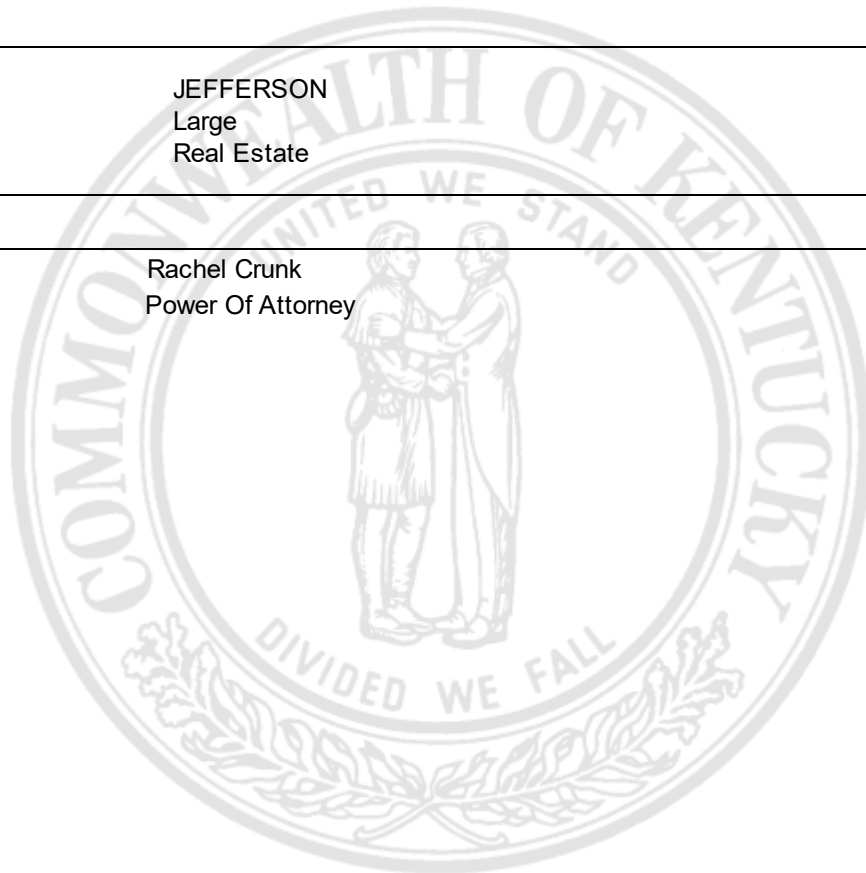 JEFFERSON
Large
Real Estate
Rachel Crunk
Power Of Attorney
COMMONWEALTH OF KENTUCKY
UNITED WE STAND
DIVIDED WE FALL